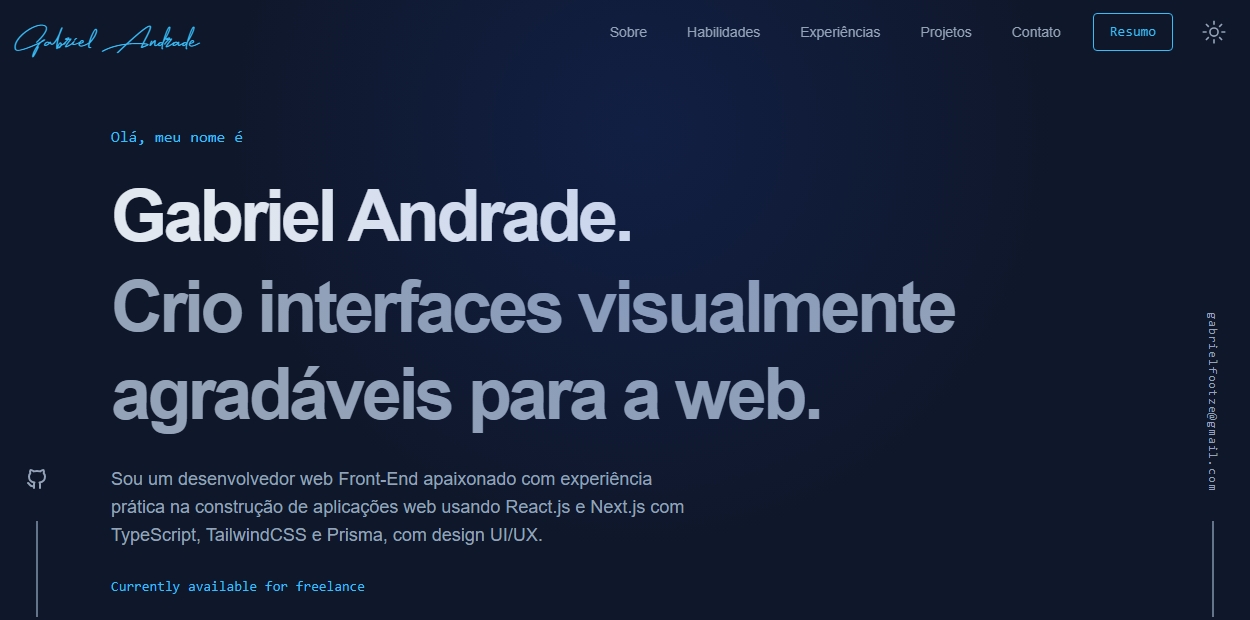 Gabriel Andrade
Sobre
Habilidades
Experiências
Projetos
Contato
Resumo
Olá, meu nome é
Gabriel Andrade.
Crio interfaces visualmente
agradáveis para a web.
Sou um desenvolvedor web Front-End apaixonado com experiência
prática na construção de aplicações web usando React.js e Next.js com
TypeScript, TailwindCSS e Prisma, com design UI/UX.
Currently available for freelance
gabrielfootze@gmail.com